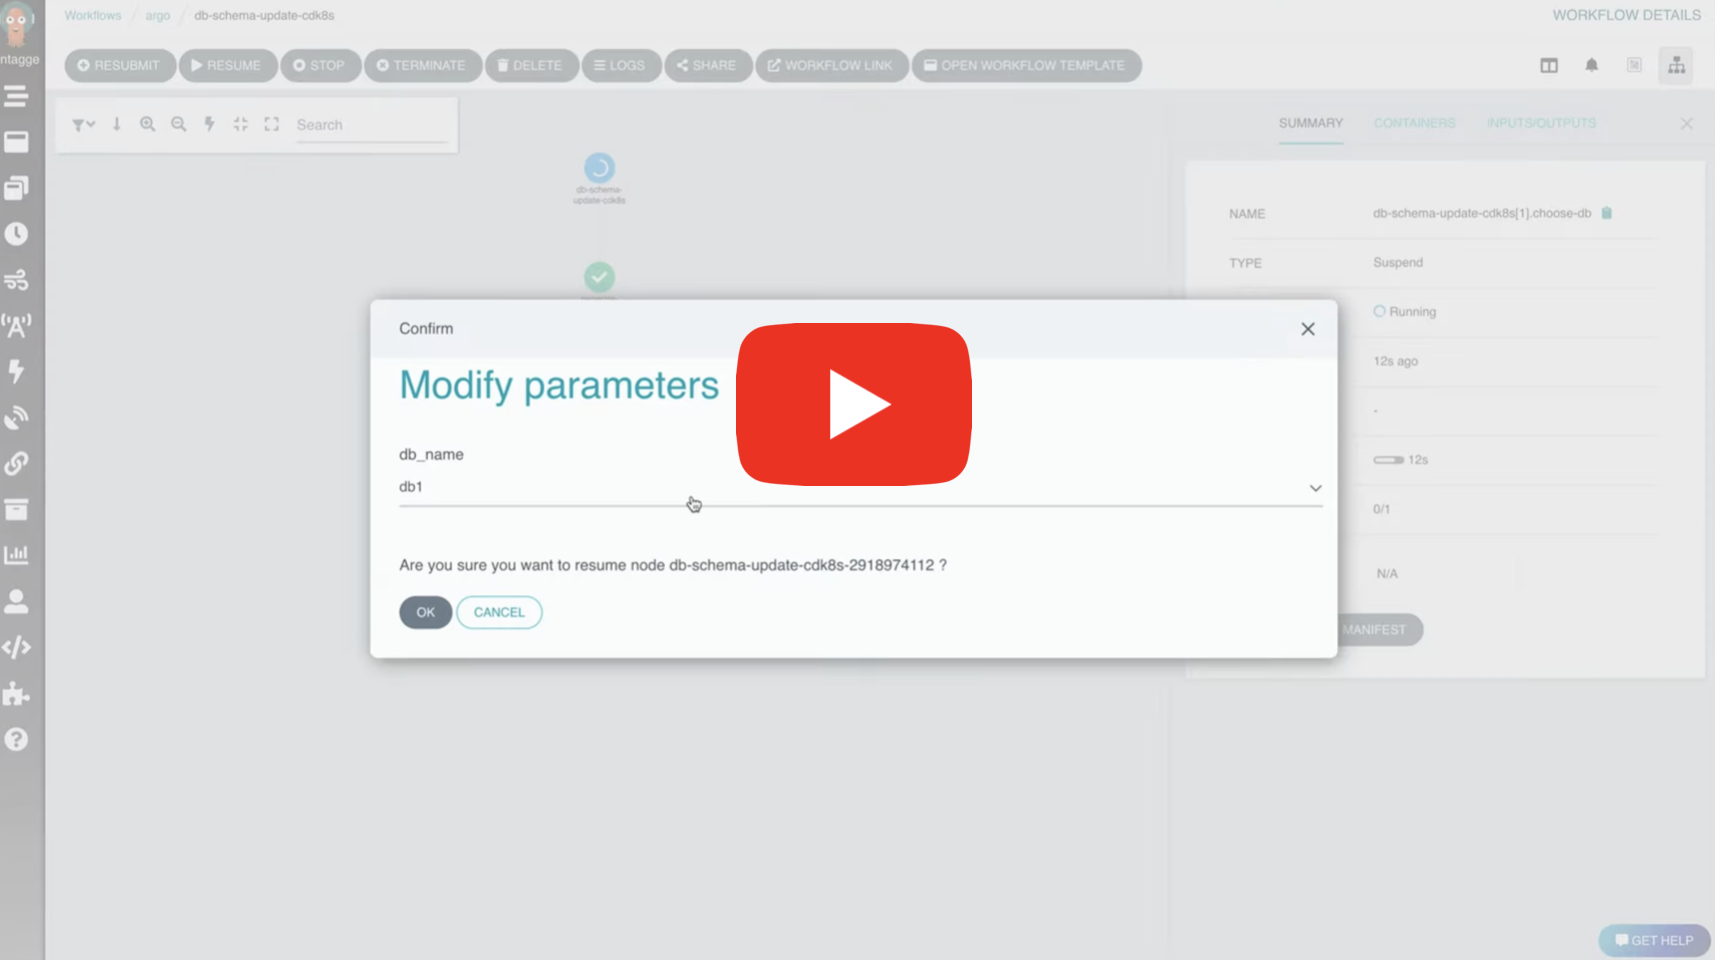 Workflows / argo / db-schema-update-cdk8s
WORKFLOW DETAILS
ntagge
RESUBMIT RESUME STOP TERMINATE DELETE LOGS SHARE WORKFLOW LINK OPEN WORKFLOW TEMPLATE
Search
SUMMARY CONTAINERS INPUTS/OUTPUTS
db-schema-
update-cdk8s
NAME db-schema-update-cdk8s[1].choose-db
TYPE Suspend
Running
12s ago
-
12s
0/1
N/A
MANIFEST
Confirm
Modify parameters
db_name
db1
Are you sure you want to resume node db-schema-update-cdk8s-2918974112 ?
OK CANCEL
GET HELP